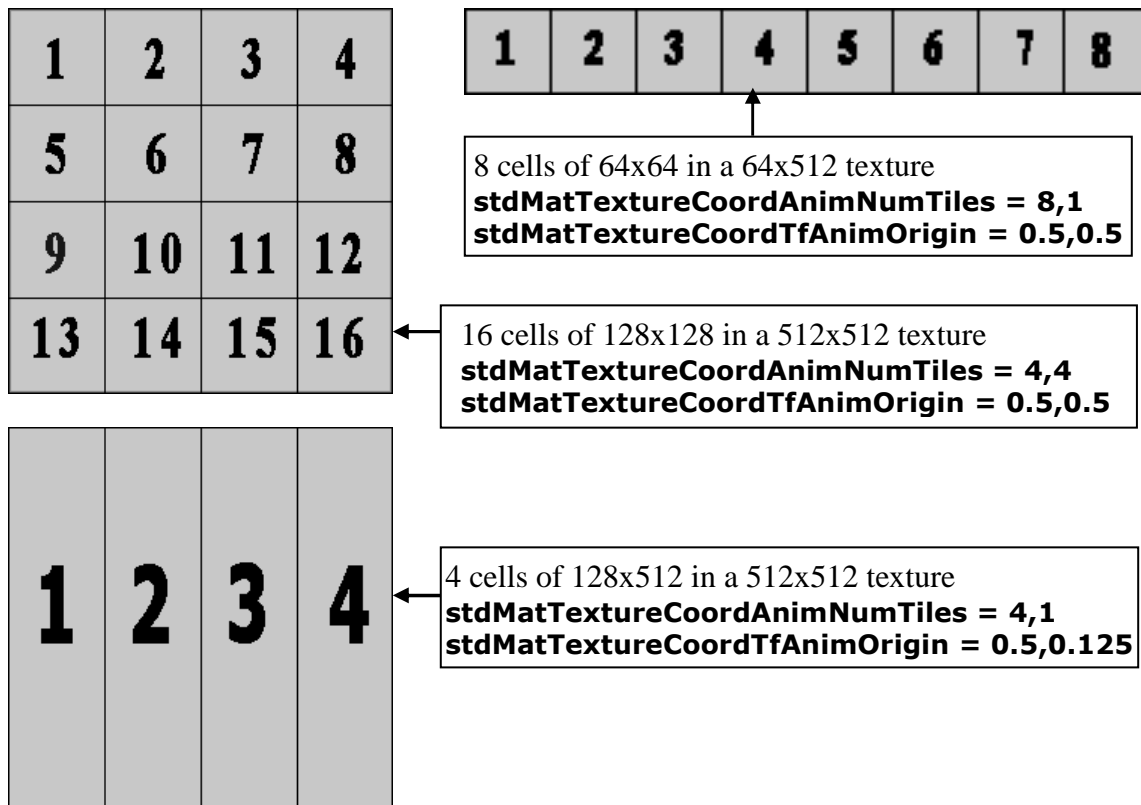 1 2 3 4
5 6 7 8
9 10 11 12
13 14 15 16
1 2 3 4 5 6 7 8
8 cells of 64x64 in a 64x512 texture
stdMatTextureCoordAnimNumTiles = 8,1
stdMatTextureCoordTfAnimOrigin = 0.5,0.5
16 cells of 128x128 in a 512x512 texture
stdMatTextureCoordAnimNumTiles = 4,4
stdMatTextureCoordTfAnimOrigin = 0.5,0.5
1 2 3 4
4 cells of 128x512 in a 512x512 texture
stdMatTextureCoordAnimNumTiles = 4,1
stdMatTextureCoordTfAnimOrigin = 0.5,0.125